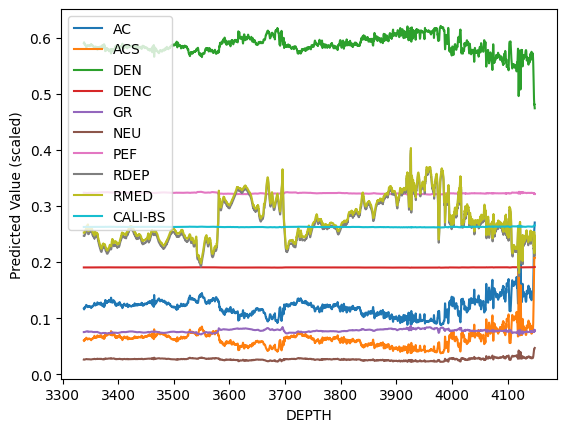 0.6
0.5
0.4
0.3
0.2
0.1
0.0
Predicted Value (scaled)
AC
ACS
DEN
DENC
GR
NEU
PEF
RDEP
RMED
CALI-BS
3300 3400 3500 3600 3700 3800 3900 4000 4100
DEPTH